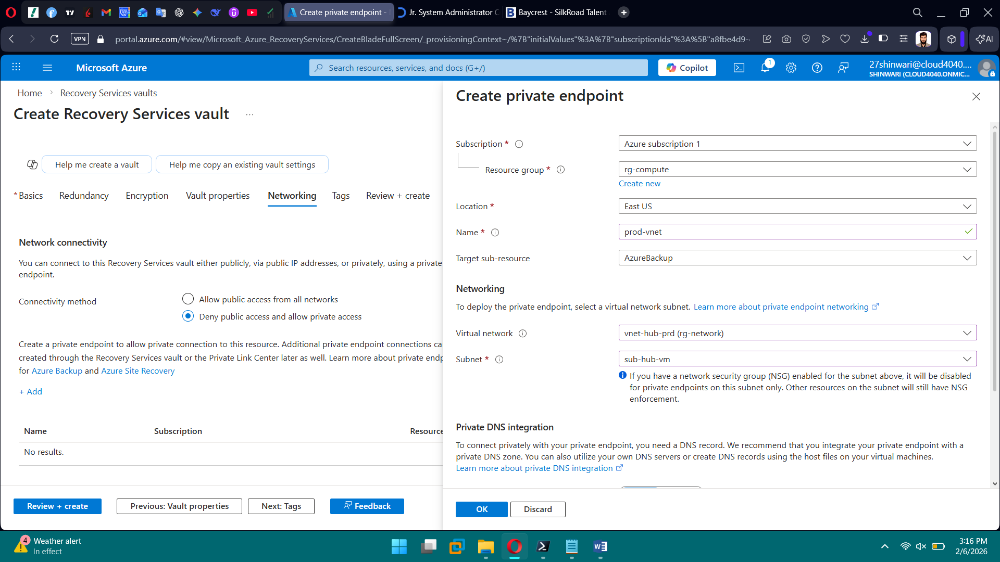 Create private endpoint -
Jr. System Administrator
Baycrest - SilkRoad Talent
VPN
portal.azure.com/#view/Microsoft_Azure_RecoveryServices/CreateBladeFullScreen/_provisioningContext~/%7B"initialValues"%3A%7B"subscriptionIds"%3A%5B"a8fbe4d9-
AI
Microsoft Azure
Search resources, services, and docs (G+/)
Copilot
1
27shinwari@cloud4040....
SHINWARI (CLOUD4040.ONMIC...
Home > Recovery Services vaults
Create Recovery Services vault ...
Help me create a vault
Help me copy an existing vault settings
* Basics
Redundancy
Encryption
Vault properties
Networking
Tags
Review + create
Network connectivity
You can connect to this Recovery Services vault either publicly, via public IP addresses, or privately, using a private
endpoint.
Connectivity method
Allow public access from all networks
Deny public access and allow private access
Create a private endpoint to allow private connection to this resource. Additional private endpoint connections ca
created through the Recovery Services vault or the Private Link Center later as well. Learn more about private endp
for Azure Backup and Azure Site Recovery
+ Add
Name
Subscription
Resource
No results.
Review + create
Previous: Vault properties
Next: Tags
Feedback
Create private endpoint
Subscription *
Azure subscription 1
Resource group *
rg-compute
Create new
Location *
East US
Name *
prod-vnet
Target sub-resource
AzureBackup
Networking
To deploy the private endpoint, select a virtual network subnet. Learn more about private endpoint networking
Virtual network
vnet-hub-prd (rg-network)
Subnet *
sub-hub-vm
If you have a network security group (NSG) enabled for the subnet above, it will be disabled
for private endpoints on this subnet only. Other resources on the subnet will still have NSG
enforcement.
Private DNS integration
To connect privately with your private endpoint, you need a DNS record. We recommend that you integrate your private endpoint with a
private DNS zone. You can also utilize your own DNS servers or create DNS records using the host files on your virtual machines.
Learn more about private DNS integration
OK
Discard
4
Weather alert
In effect
3:16 PM
2/6/2026